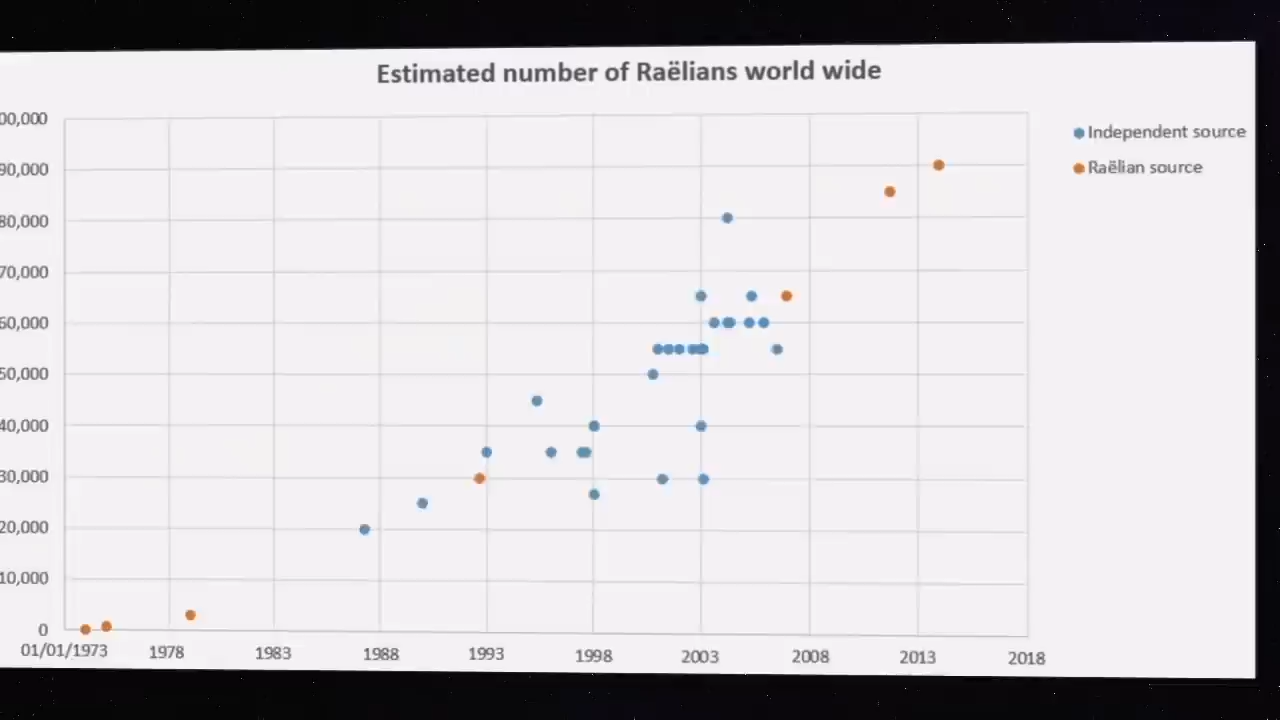 Estimated number of Raëlians world wide
Independent source
Raëlian source
00,000
90,000
80,000
70,000
60,000
50,000
40,000
30,000
20,000
10,000
0
01/01/1973 1978 1983 1988 1993 1998 2003 2008 2013 2018